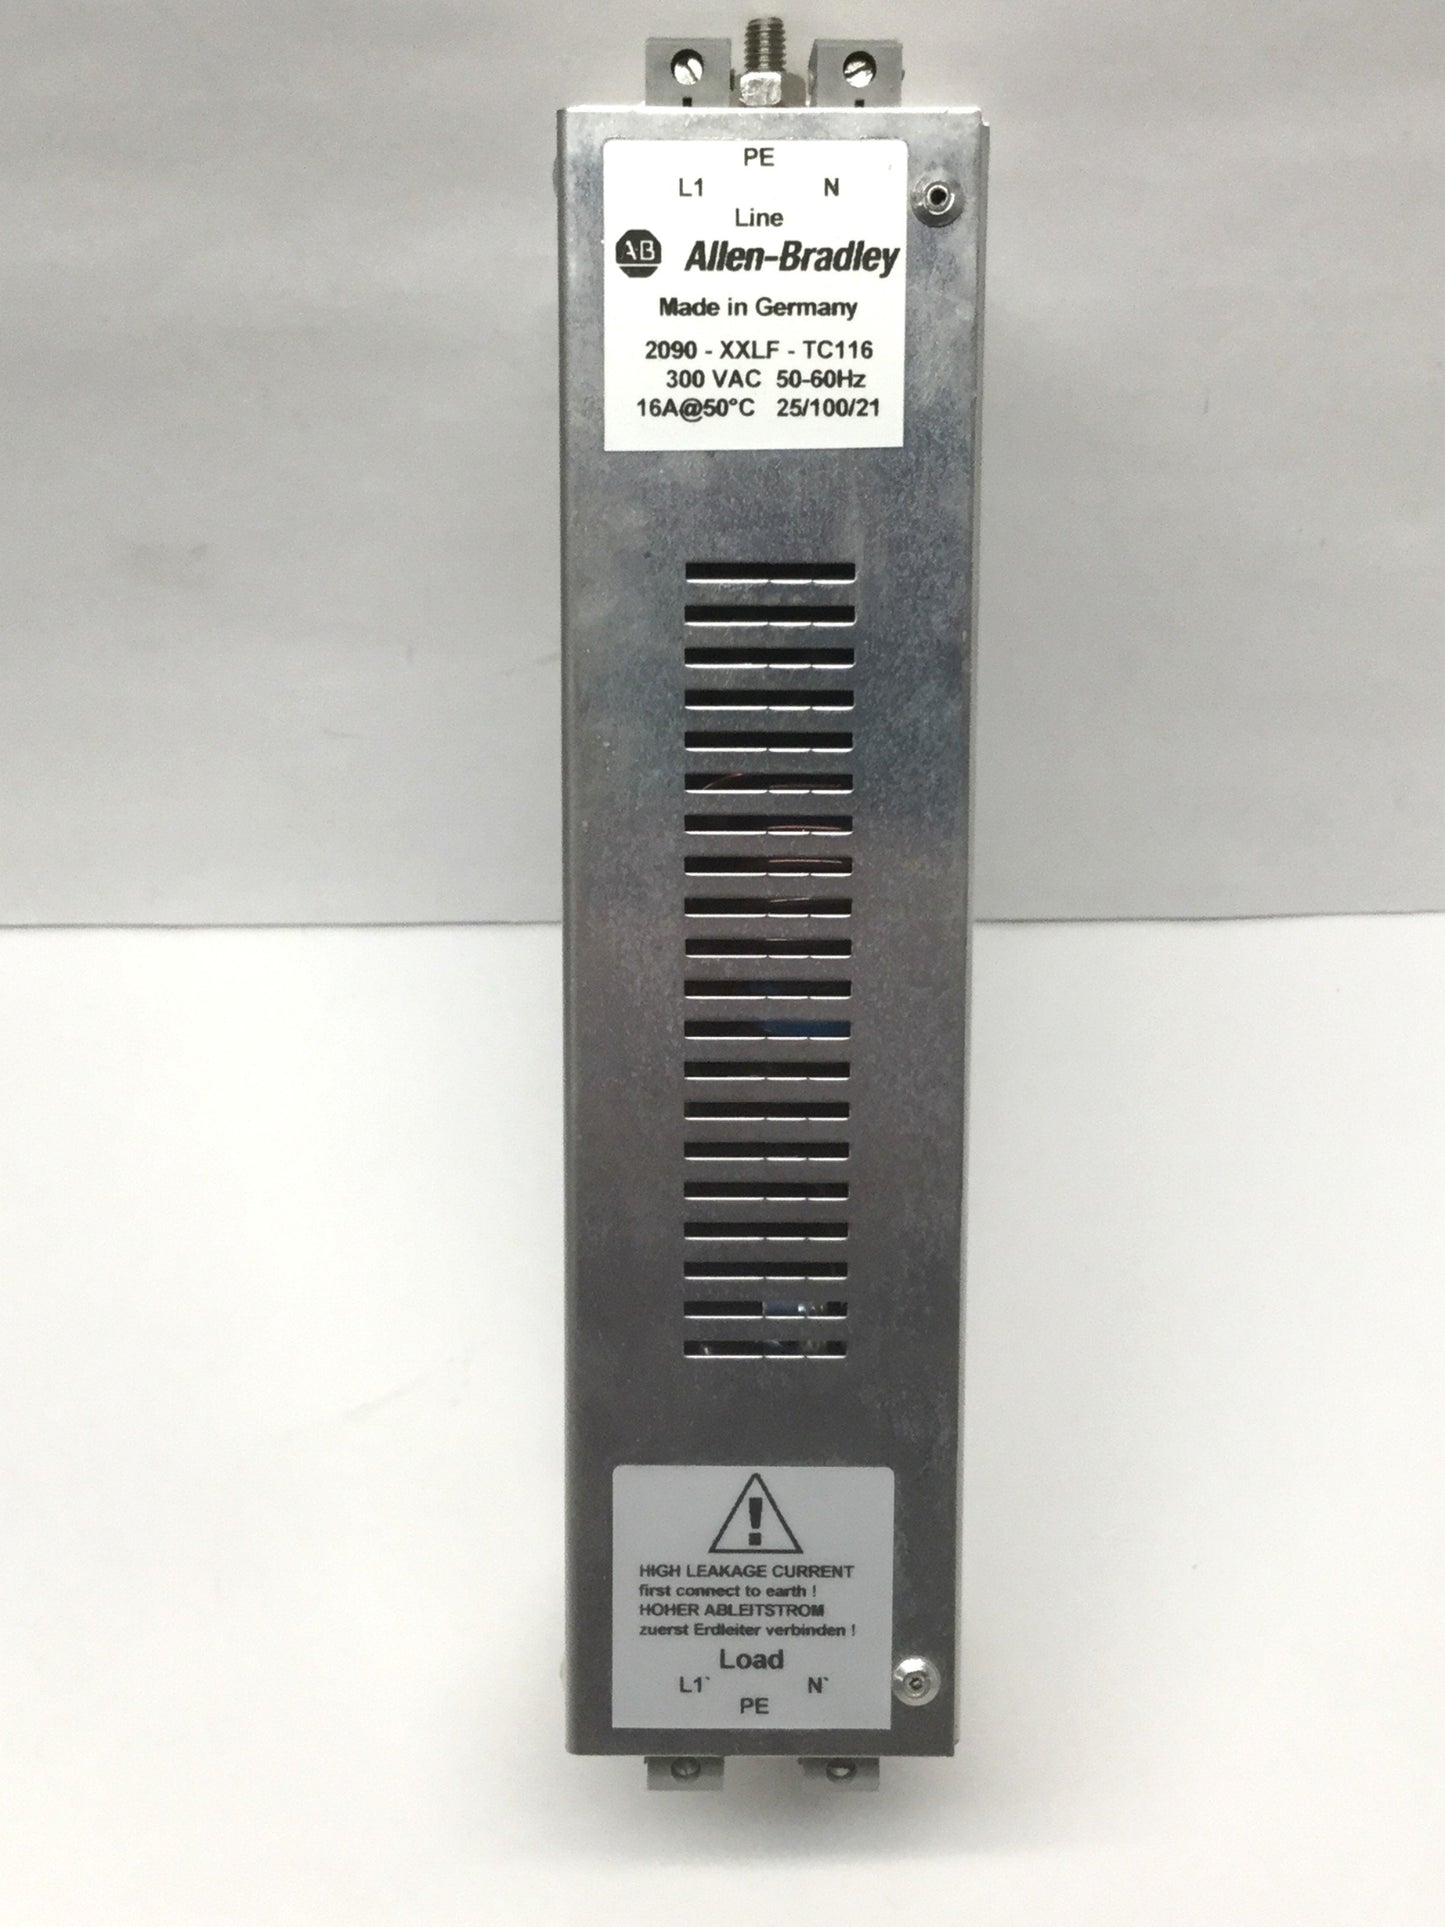 PE
L1 N
Line
AB Allen-Bradley
Made in Germany
2090 - XXLF - TC116
300 VAC 50-60Hz
16A@50°C 25/100/21
!
HIGH LEAKAGE CURRENT
first connect to earth !
HOHER ABLEITSTROM
zuerst Erdleiter verbinden !
Load
L1` N`
PE